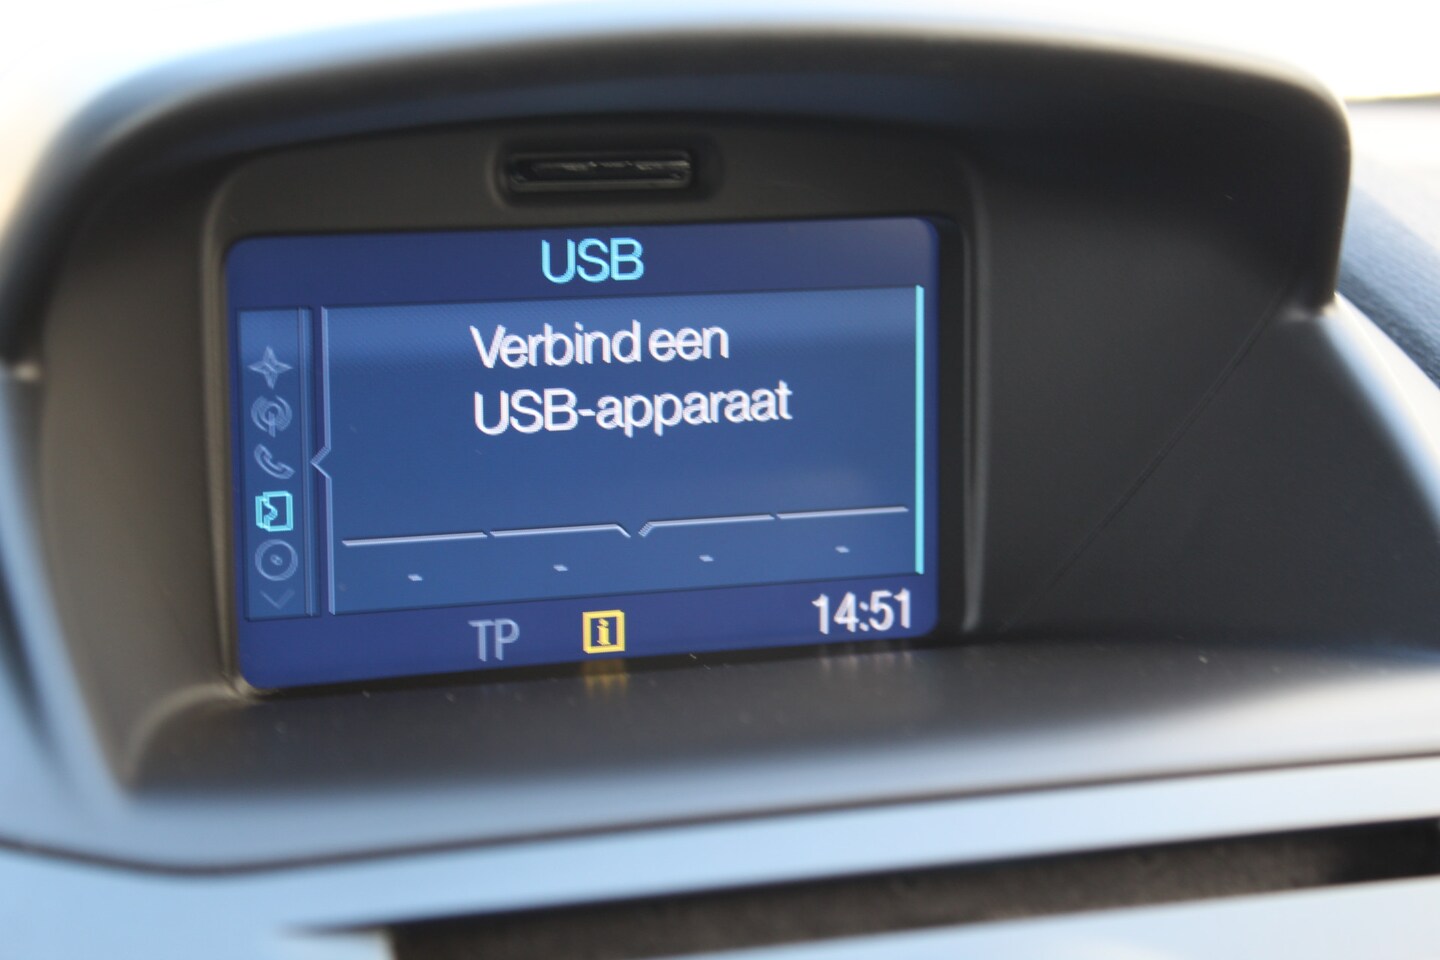 USB
Verbind een
USB-apparaat
- - - -
TP i 14:51